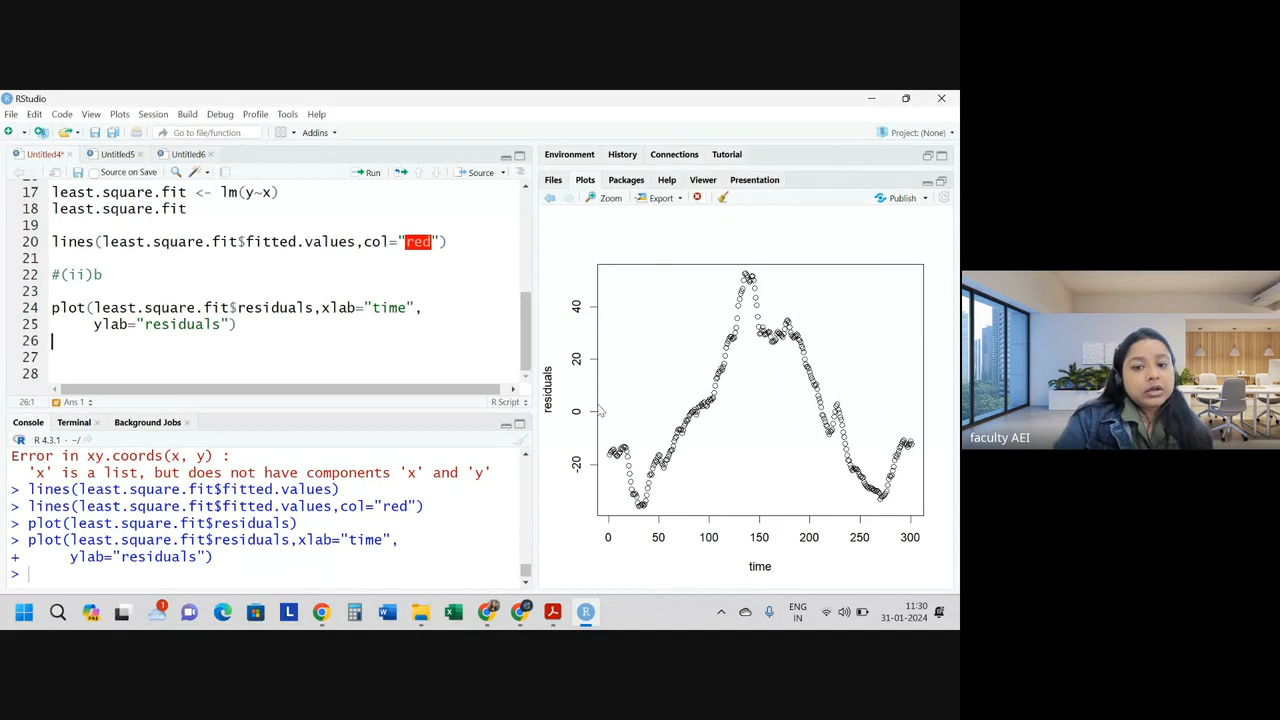 RStudio
File Edit Code View Plots Session Build Debug Profile Tools Help
Go to file/function Addins Project: (None)
Untitled4* Untitled5 Untitled6
Source on Save Run Source
17 least.square.fit <- lm(y~x)
18 least.square.fit
19
20 lines(least.square.fit$fitted.values,col="red")
21
22 #(ii)b
23
24 plot(least.square.fit$residuals,xlab="time",
25 ylab="residuals")
26
27
28
26:1 Ans 1 R Script
Console Terminal Background Jobs
R 4.3.1 · ~/
Error in xy.coords(x, y) :
'x' is a list, but does not have components 'x' and 'y'
> lines(least.square.fit$fitted.values)
> lines(least.square.fit$fitted.values,col="red")
> plot(least.square.fit$residuals)
> plot(least.square.fit$residuals,xlab="time",
+ ylab="residuals")
>
Environment History Connections Tutorial
Files Plots Packages Help Viewer Presentation
Zoom Export Publish
40
20
0
-20
residuals
0 50 100 150 200 250 300
time
faculty AEI
1
PRE
L
ENG
IN
11:30
31-01-2024